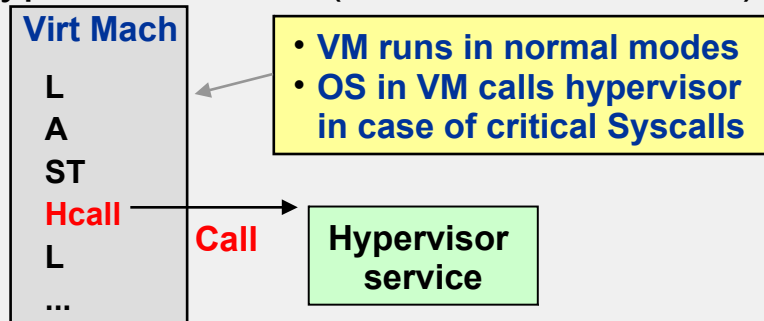 Virt Mach
• VM runs in normal modes
• OS in VM calls hypervisor
in case of critical Syscalls
L
A
ST
Hcall
Call
Hypervisor
service
L
...